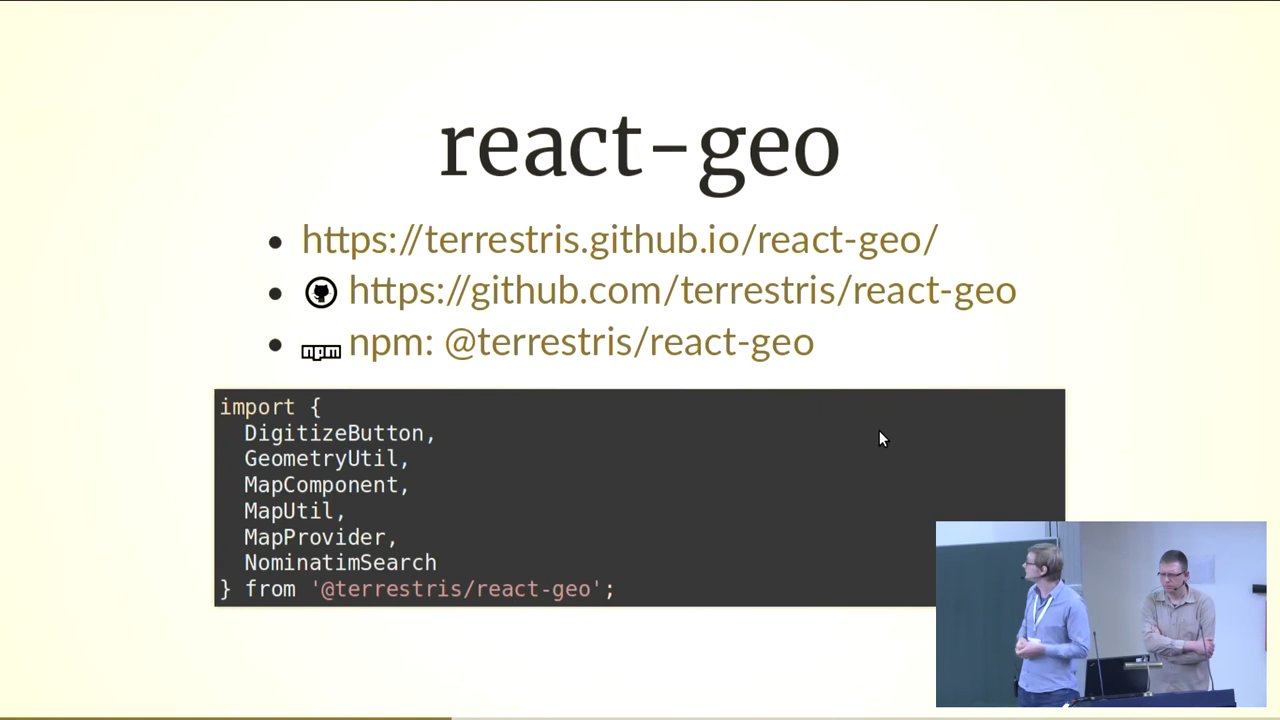 react-geo
https://terrestris.github.io/react-geo/
https://github.com/terrestris/react-geo
npm npm: @terrestris/react-geo
import {
DigitizeButton,
GeometryUtil,
MapComponent,
MapUtil,
MapProvider,
NominatimSearch
} from '@terrestris/react-geo';